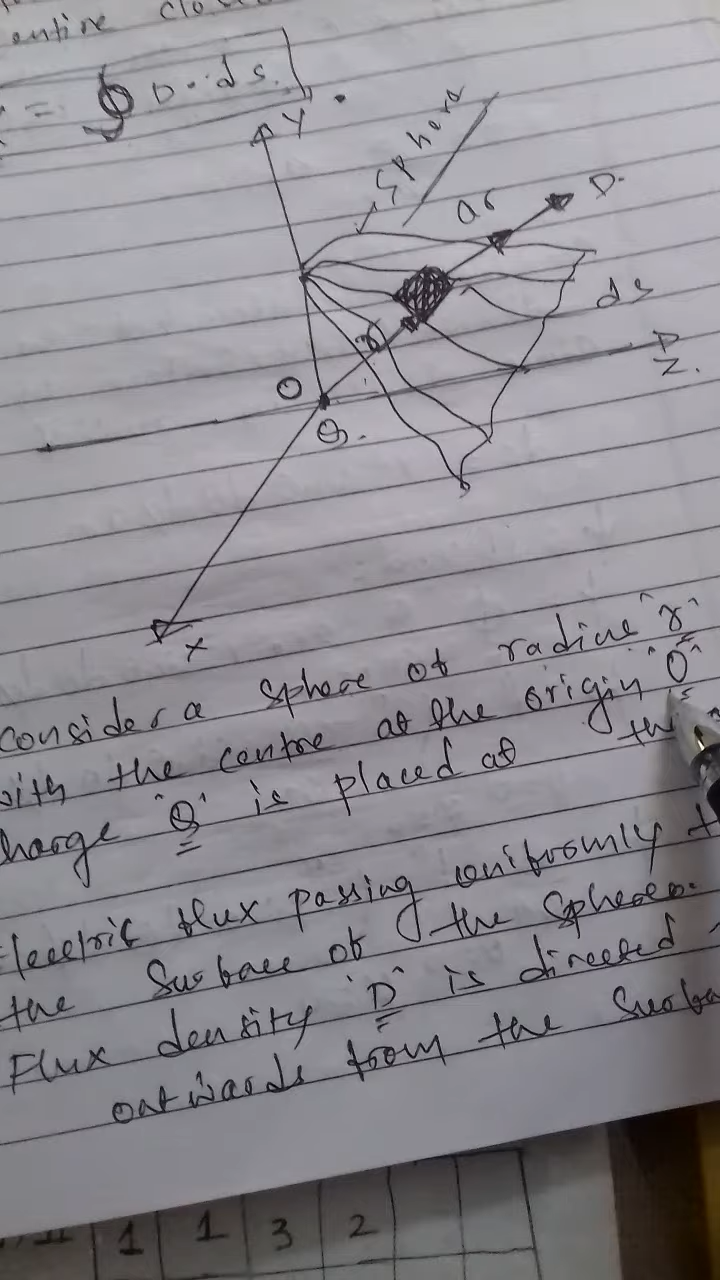 entire clo
= ∮ D. ds.
Y
Sphere
ar
D.
ds
r
Z.
O
Q.
X
Consider a sphere of radius "r"
with the centre at the origin "O"
charge 'Q' is placed at the
Electric flux passing uniformly t
the Surface of the Sphere.
Flux density 'D' is directed
outwards from the Surfa
1 1 3 2